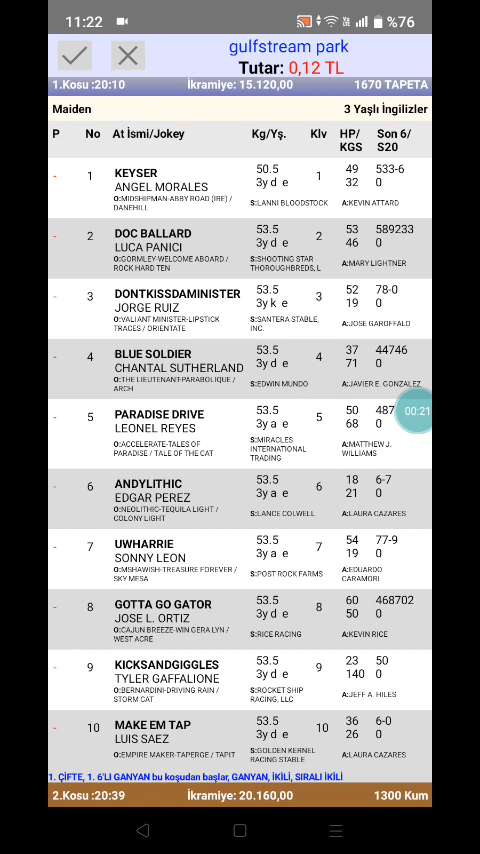 11:22 %76
gulfstream park
Tutar: 0,12 TL
1.Kosu :20:10 İkramiye: 15.120,00 1670 TAPETA
Maiden 3 Yaşlı İngilizler
P No At İsmi/Jokey Kg/Yş. Klv HP/ KGS Son 6/ S20
- 1 KEYSER 50.5 1 49 533-6
ANGEL MORALES 3y d e 32 0
O:MIDSHIPMAN-ABBY ROAD (IRE) / DANEHILL S:LANNI BLOODSTOCK A:KEVIN ATTARD
- 2 DOC BALLARD 53.5 2 53 589233
LUCA PANICI 3y d e 46 0
O:GORMLEY-WELCOME ABOARD / ROCK HARD TEN S:SHOOTING STAR THOROUGHBREDS, L A:MARY LIGHTNER
- 3 DONTKISSDAMINISTER 53.5 3 52 78-0
JORGE RUIZ 3y k e 19 0
O:VALIANT MINISTER-LIPSTICK TRACES / ORIENTATE S:SANTERA STABLE, INC. A:JOSE GAROFFALO
- 4 BLUE SOLDIER 53.5 4 37 44746
CHANTAL SUTHERLAND 3y d e 71 0
O:THE LIEUTENANT-PARABOLIQUE / ARCH S:EDWIN MUNDO A:JAVIER E. GONZALEZ
- 5 PARADISE DRIVE 53.5 5 50 487
00:21
LEONEL REYES 3y a e 68 0
O:ACCELERATE-TALES OF PARADISE / TALE OF THE CAT S:MIRACLES INTERNATIONAL TRADING A:MATTHEW J. WILLIAMS
- 6 ANDYLITHIC 53.5 6 18 6-7
EDGAR PEREZ 3y a e 21 0
O:NEOLITHIC-TEQUILA LIGHT / COLONY LIGHT S:LANCE COLWELL A:LAURA CAZARES
- 7 UWHARRIE 53.5 7 54 77-9
SONNY LEON 3y a e 19 0
O:MSHAWISH-TREASURE FOREVER / SKY MESA S:POST ROCK FARMS A:EDUARDO CARAMORI
- 8 GOTTA GO GATOR 53.5 8 60 468702
JOSE L. ORTIZ 3y d e 50 0
O:CAJUN BREEZE-WIN GERA LYN / WEST ACRE S:RICE RACING A:KEVIN RICE
- 9 KICKSANDGIGGLES 53.5 9 23 50
TYLER GAFFALIONE 3y d e 140 0
O:BERNARDINI-DRIVING RAIN / STORM CAT S:ROCKET SHIP RACING, LLC A:JEFF A. HILES
- 10 MAKE EM TAP 53.5 10 36 6-0
LUIS SAEZ 3y d e 26 0
O:EMPIRE MAKER-TAPERGE / TAPIT S:GOLDEN KERNEL RACING STABLE A:LAURA CAZARES
1. ÇİFTE, 1. 6'LI GANYAN bu koşudan başlar, GANYAN, İKİLİ, SIRALI İKİLİ
2.Kosu :20:39 İkramiye: 20.160,00 1300 Kum